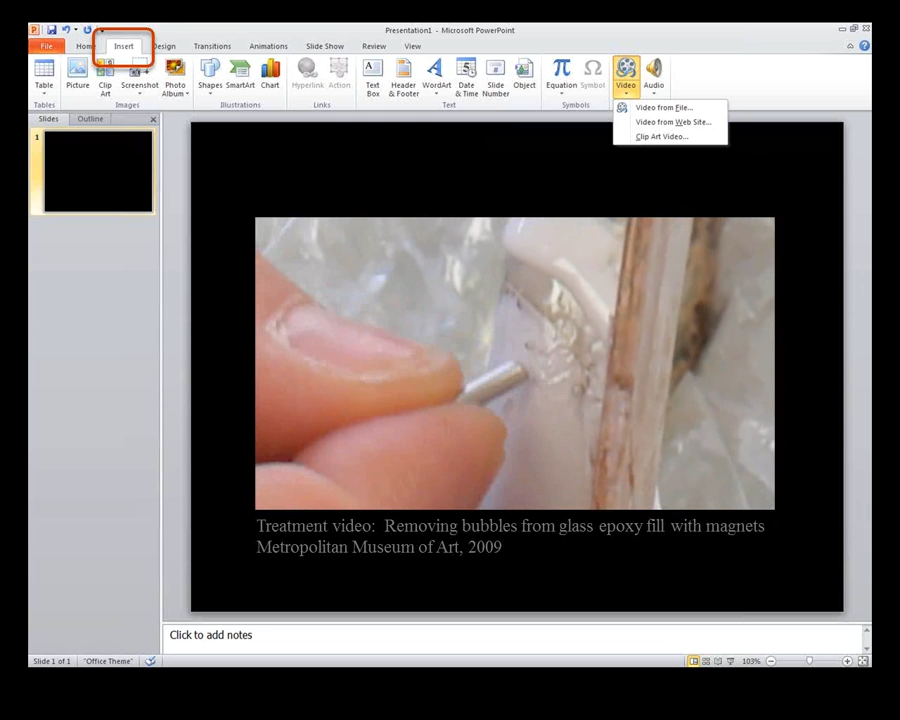 Presentation1 - Microsoft PowerPoint
File Home Insert Design Transitions Animations Slide Show Review View
Table Picture Clip Art Screenshot Photo Album Shapes SmartArt Chart Hyperlink Action Text Box Header & Footer WordArt Date & Time Slide Number Object Equation Symbol Video Audio
Tables Images Illustrations Links Text Symbols
Video from File...
Video from Web Site...
Clip Art Video...
Slides Outline
1
Treatment video: Removing bubbles from glass epoxy fill with magnets
Metropolitan Museum of Art, 2009
Click to add notes
Slide 1 of 1 "Office Theme" 103%